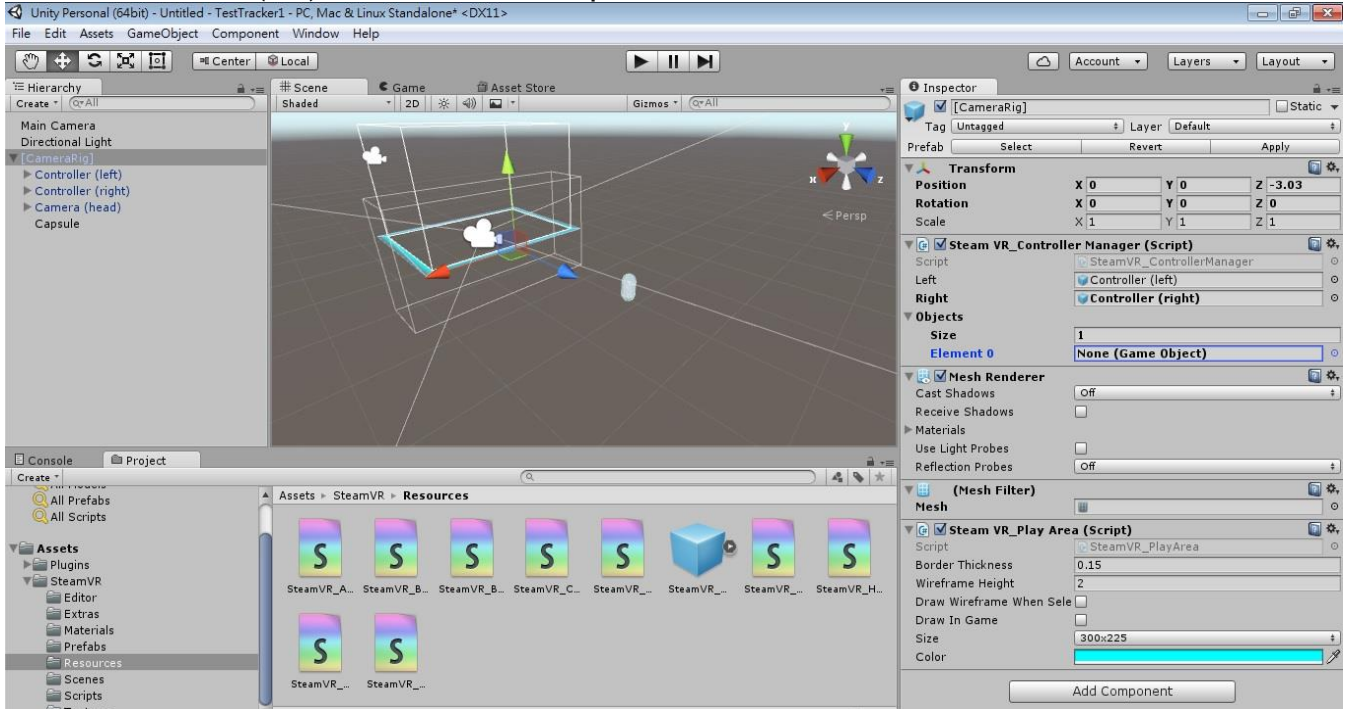 Unity Personal (64bit) - Untitled - TestTracker1 - PC, Mac & Linux Standalone* <DX11>
File Edit Assets GameObject Component Window Help
Center Local
Account Layers Layout
Hierarchy
Create All
Main Camera
Directional Light
[CameraRig]
Controller (left)
Controller (right)
Camera (head)
Capsule
Scene Game Asset Store
Shaded 2D Gizmos All
y
x z
Persp
Inspector
[CameraRig] Static
Tag Untagged Layer Default
Prefab Select Revert Apply
Transform
Position X 0 Y 0 Z -3.03
Rotation X 0 Y 0 Z 0
Scale X 1 Y 1 Z 1
Steam VR_Controller Manager (Script)
Script SteamVR_ControllerManager
Left Controller (left)
Right Controller (right)
Objects
Size 1
Element 0 None (Game Object)
Mesh Renderer
Cast Shadows Off
Receive Shadows
Materials
Use Light Probes
Reflection Probes Off
(Mesh Filter)
Mesh
Steam VR_Play Area (Script)
Script SteamVR_PlayArea
Border Thickness 0.15
Wireframe Height 2
Draw Wireframe When Sele
Draw In Game
Size 300x225
Color
Add Component
Console Project
Create
All Prefabs
All Scripts
Assets
Plugins
SteamVR
Editor
Extras
Materials
Prefabs
Resources
Scenes
Scripts
Assets ▸ SteamVR ▸ Resources
SteamVR_A... SteamVR_B... SteamVR_B... SteamVR_C... SteamVR_... SteamVR_... SteamVR_... SteamVR_H...
SteamVR_... SteamVR_...